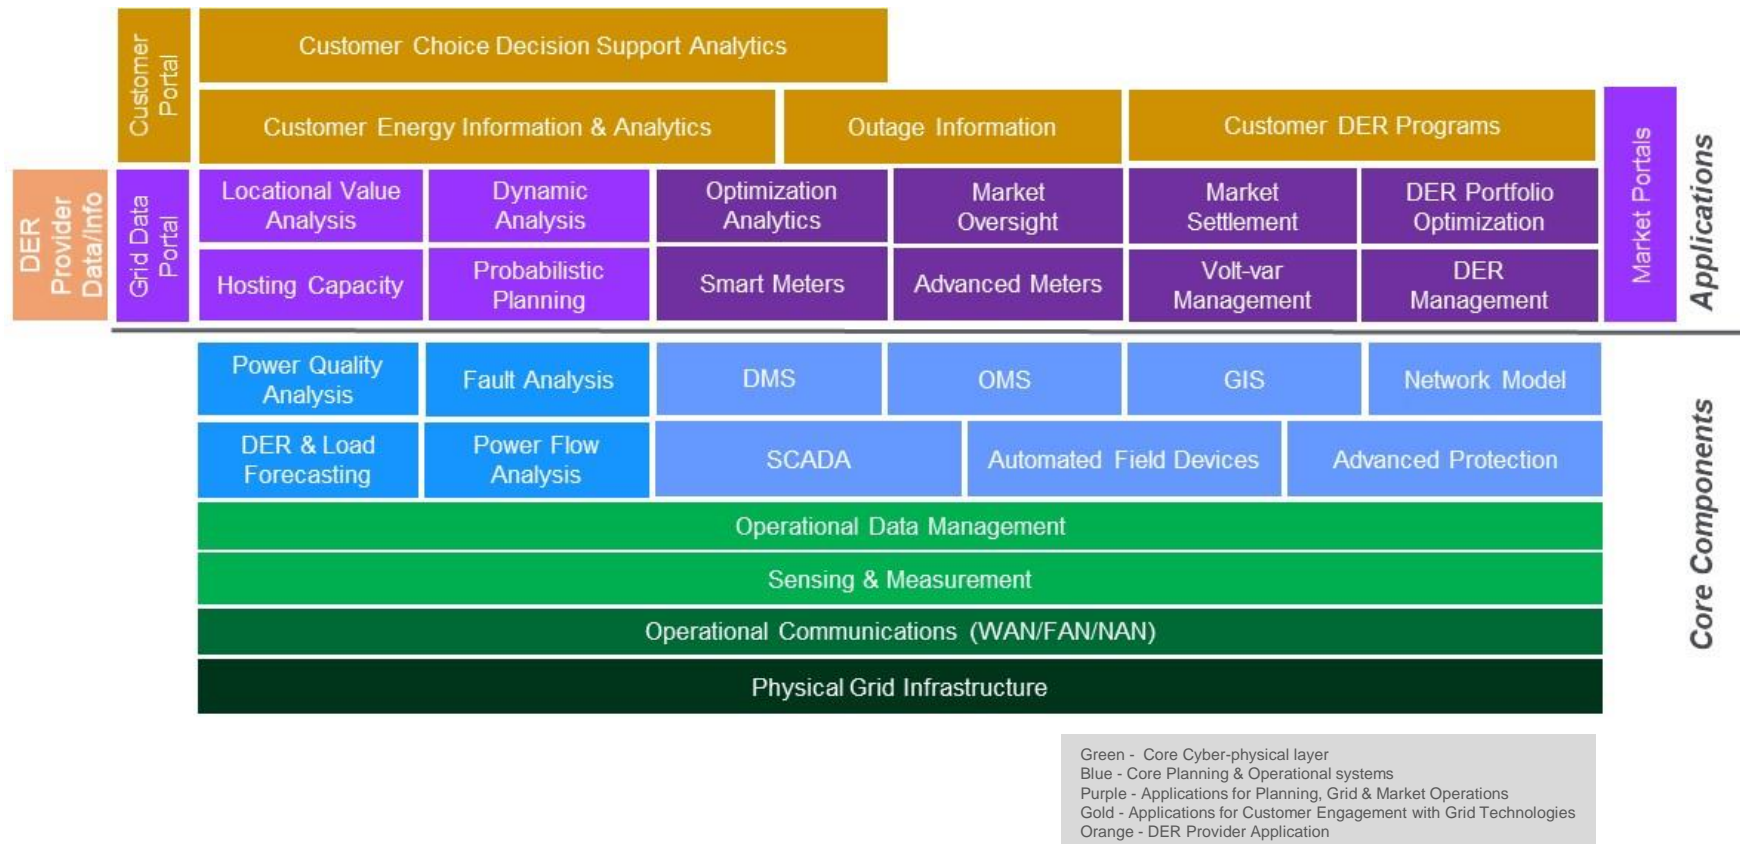 Customer
Portal
Customer Choice Decision Support Analytics
Customer Energy Information & Analytics
Outage Information
Customer DER Programs
Market Portals
Applications
DER
Provider
Data/Info
Grid Data
Portal
Locational Value
Analysis
Dynamic
Analysis
Optimization
Analytics
Market
Oversight
Market
Settlement
DER Portfolio
Optimization
Hosting Capacity
Probabilistic
Planning
Smart Meters
Advanced Meters
Volt-var
Management
DER
Management
Power Quality
Analysis
Fault Analysis
DMS
OMS
GIS
Network Model
Core Components
DER & Load
Forecasting
Power Flow
Analysis
SCADA
Automated Field Devices
Advanced Protection
Operational Data Management
Sensing & Measurement
Operational Communications (WAN/FAN/NAN)
Physical Grid Infrastructure
Green - Core Cyber-physical layer
Blue - Core Planning & Operational systems
Purple - Applications for Planning, Grid & Market Operations
Gold - Applications for Customer Engagement with Grid Technologies
Orange - DER Provider Application